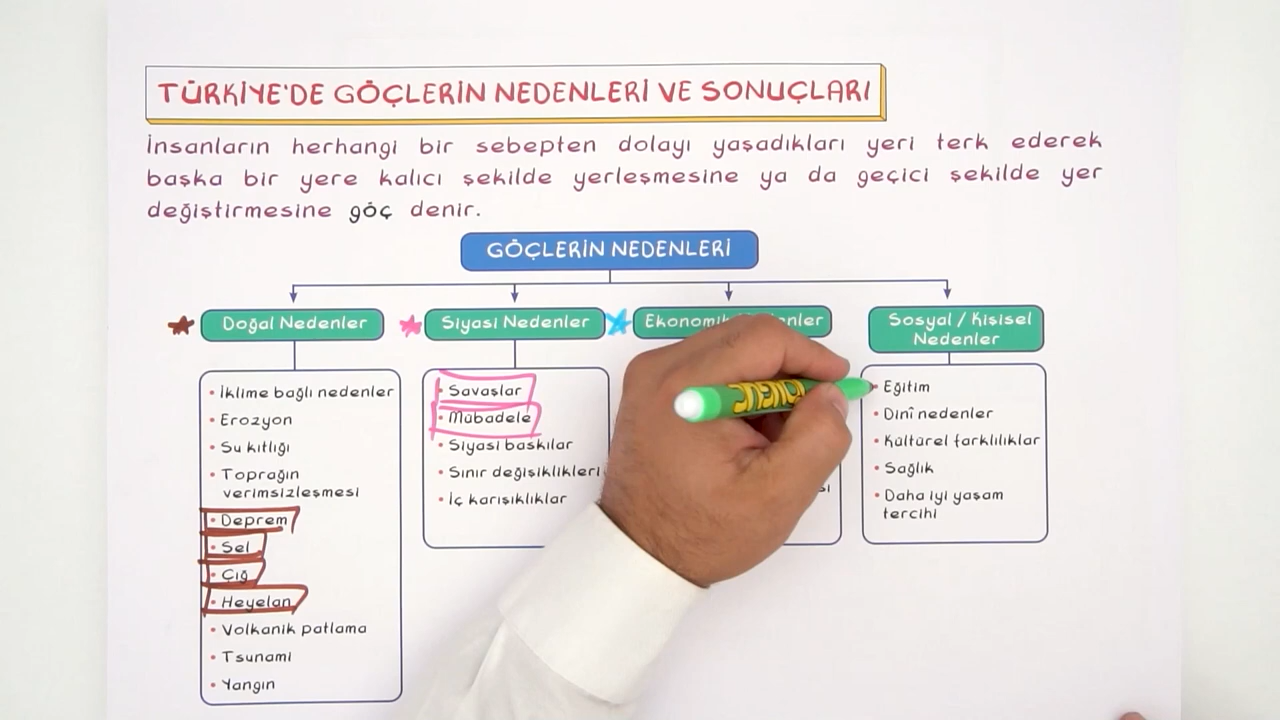 TÜRKİYE'DE GÖÇLERİN NEDENLERİ VE SONUÇLARI
İnsanların herhangi bir sebepten dolayı yaşadıkları yeri terk ederek
başka bir yere kalıcı şekilde yerleşmesine ya da geçici şekilde yer
değiştirmesine göç denir.
GÖÇLERİN NEDENLERİ
Doğal Nedenler
• İklime bağlı nedenler
• Erozyon
• Su kıtlığı
• Toprağın
verimsizleşmesi
• Deprem
• Sel
• Çığ
• Heyelan
• Volkanik patlama
• Tsunami
• Yangın
Siyasi Nedenler
• Savaşlar
• Mübadele
• Siyasi baskılar
• Sınır değişiklikleri
• İç karışıklıklar
Ekonomik
Sosyal / Kişisel
Nedenler
• Eğitim
• Dinî nedenler
• Kültürel farklılıklar
• Sağlık
• Daha iyi yaşam
tercihi